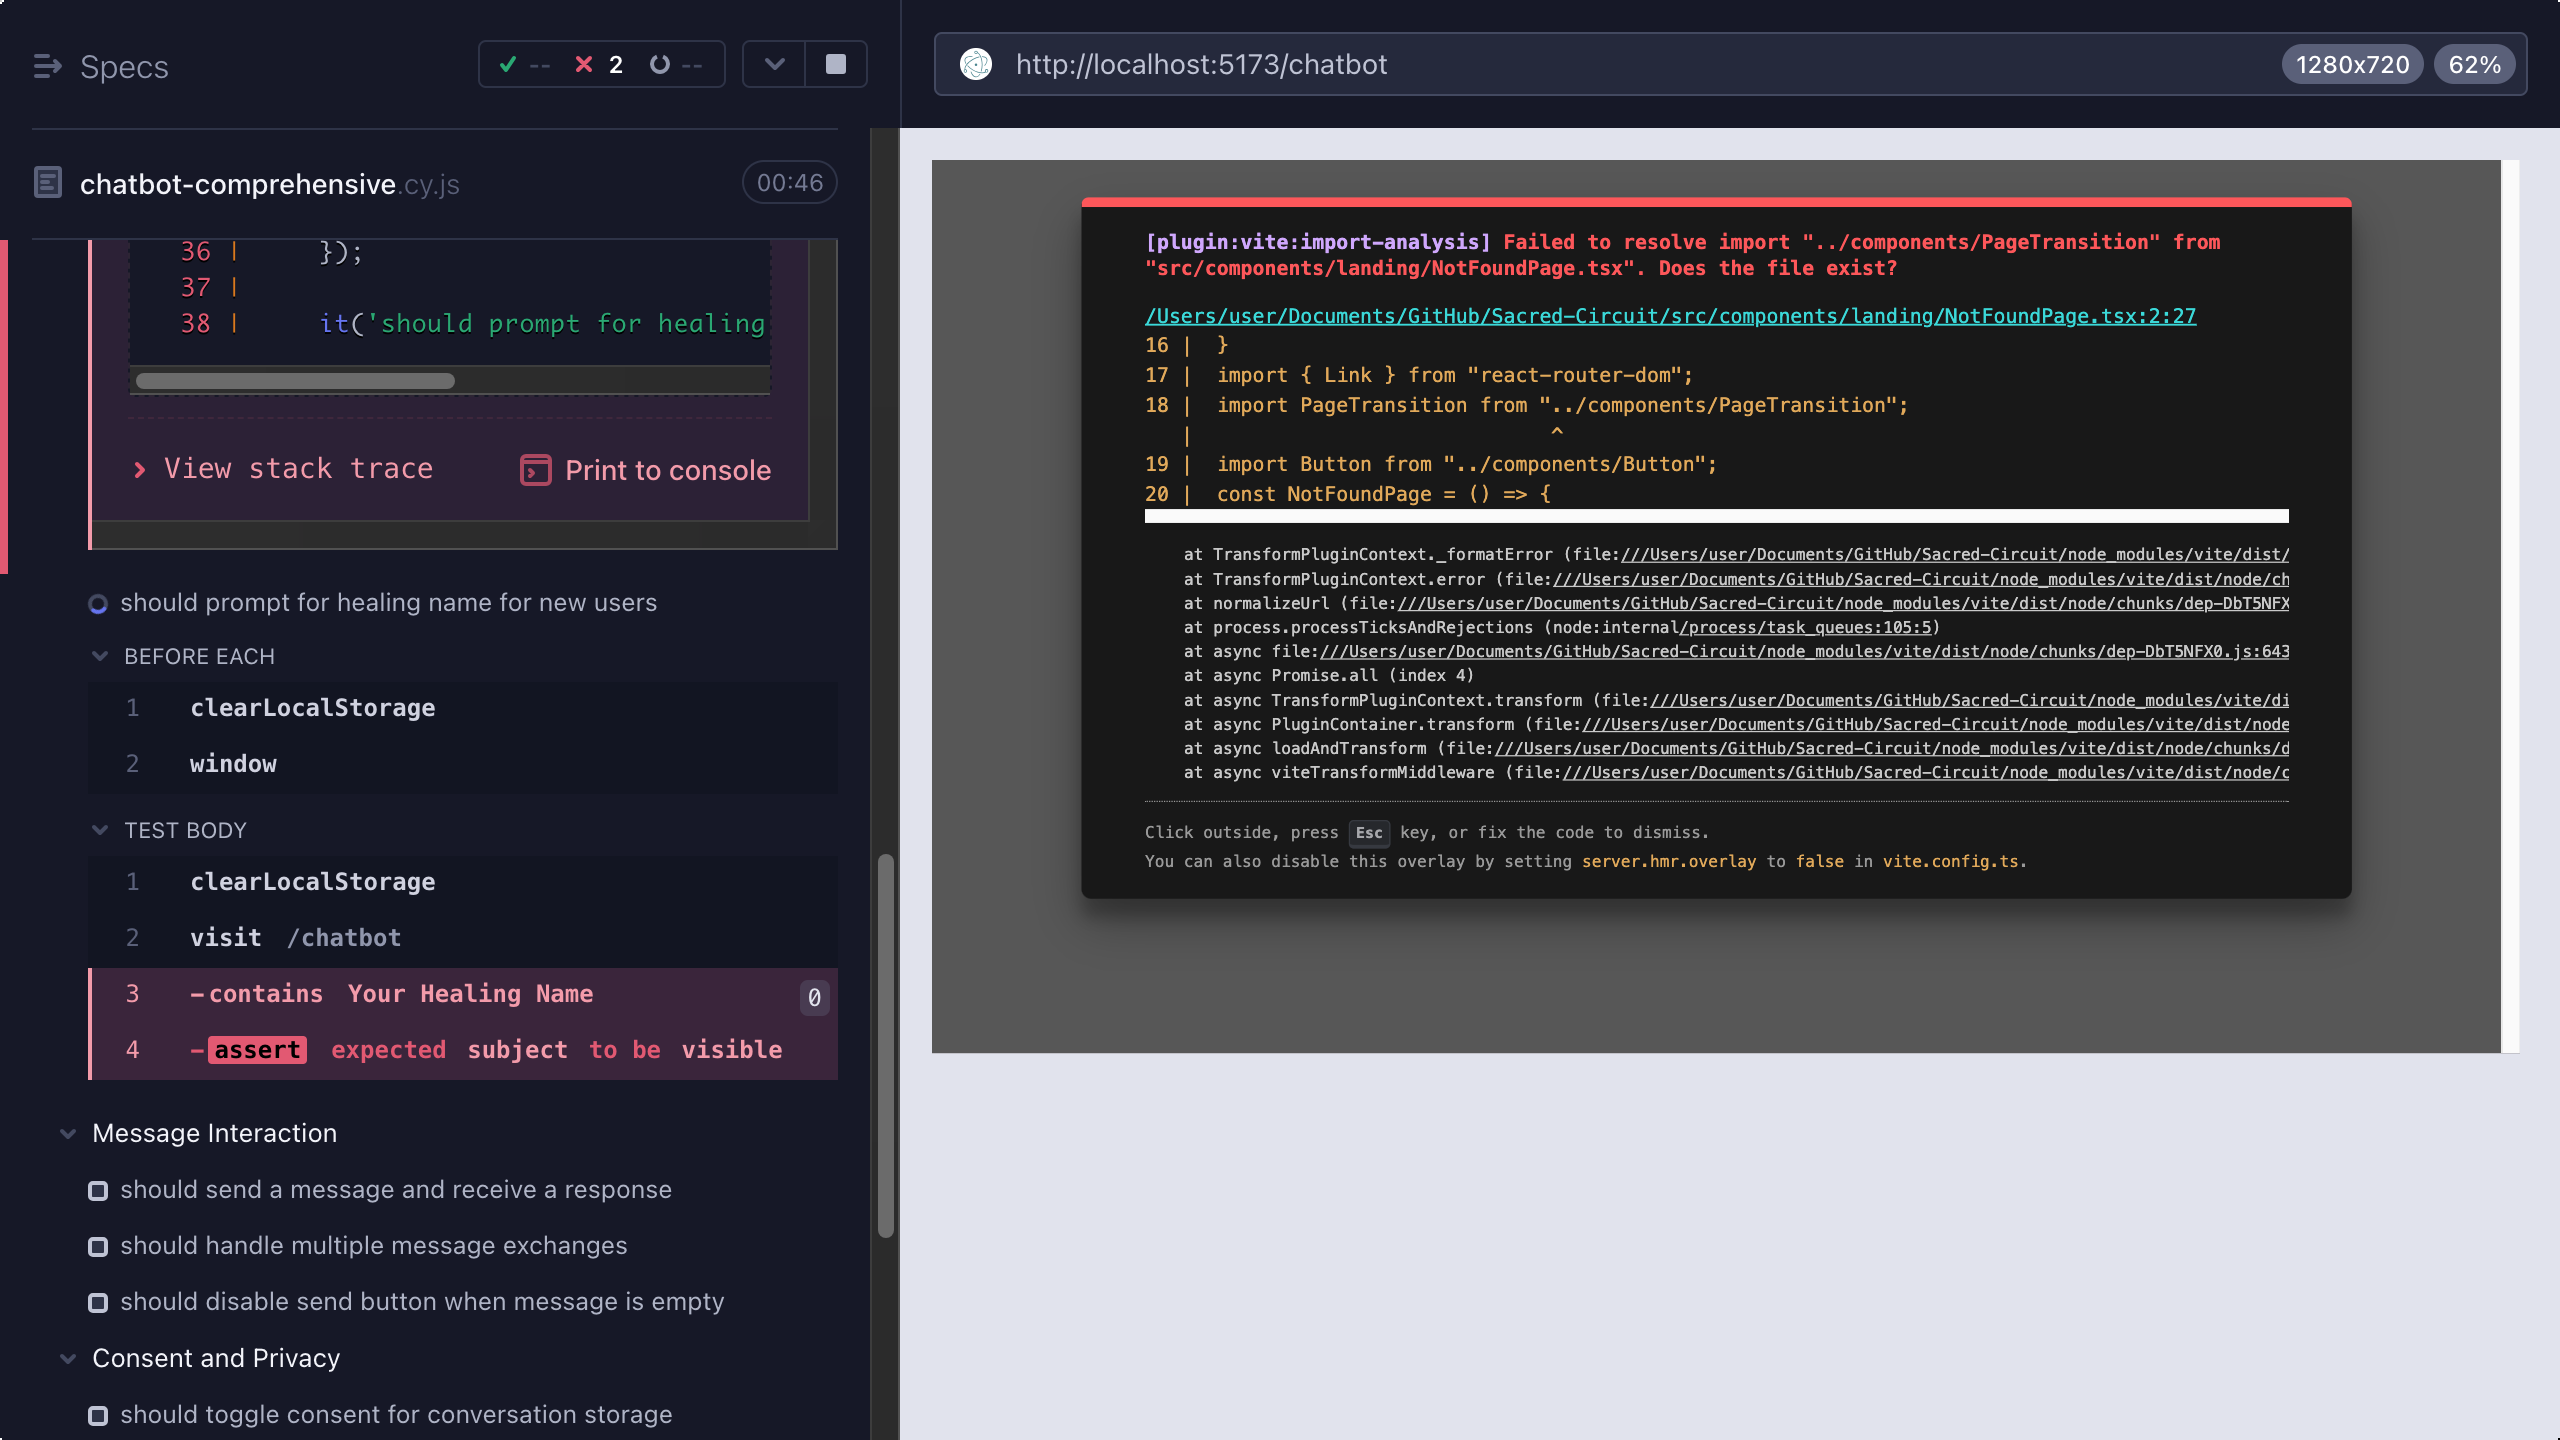 Specs
-- 2 --
chatbot-comprehensive.cy.js
00:46
36 | });
37 |
38 | it('should prompt for healing
View stack trace
Print to console
should prompt for healing name for new users
BEFORE EACH
1 clearLocalStorage
2 window
TEST BODY
1 clearLocalStorage
2 visit /chatbot
3 -contains Your Healing Name 0
4 -assert expected subject to be visible
Message Interaction
should send a message and receive a response
should handle multiple message exchanges
should disable send button when message is empty
Consent and Privacy
should toggle consent for conversation storage
http://localhost:5173/chatbot
1280x720
62%
[plugin:vite:import-analysis] Failed to resolve import "../components/PageTransition" from
"src/components/landing/NotFoundPage.tsx". Does the file exist?
/Users/user/Documents/GitHub/Sacred-Circuit/src/components/landing/NotFoundPage.tsx:2:27
16 | }
17 | import { Link } from "react-router-dom";
18 | import PageTransition from "../components/PageTransition";
| ^
19 | import Button from "../components/Button";
20 | const NotFoundPage = () => {
at TransformPluginContext._formatError (file:///Users/user/Documents/GitHub/Sacred-Circuit/node_modules/vite/dist/
at TransformPluginContext.error (file:///Users/user/Documents/GitHub/Sacred-Circuit/node_modules/vite/dist/node/ch
at normalizeUrl (file:///Users/user/Documents/GitHub/Sacred-Circuit/node_modules/vite/dist/node/chunks/dep-DbT5NFX
at process.processTicksAndRejections (node:internal/process/task_queues:105:5)
at async file:///Users/user/Documents/GitHub/Sacred-Circuit/node_modules/vite/dist/node/chunks/dep-DbT5NFX0.js:643
at async Promise.all (index 4)
at async TransformPluginContext.transform (file:///Users/user/Documents/GitHub/Sacred-Circuit/node_modules/vite/di
at async PluginContainer.transform (file:///Users/user/Documents/GitHub/Sacred-Circuit/node_modules/vite/dist/node
at async loadAndTransform (file:///Users/user/Documents/GitHub/Sacred-Circuit/node_modules/vite/dist/node/chunks/d
at async viteTransformMiddleware (file:///Users/user/Documents/GitHub/Sacred-Circuit/node_modules/vite/dist/node/c
Click outside, press Esc key, or fix the code to dismiss.
You can also disable this overlay by setting server.hmr.overlay to false in vite.config.ts.